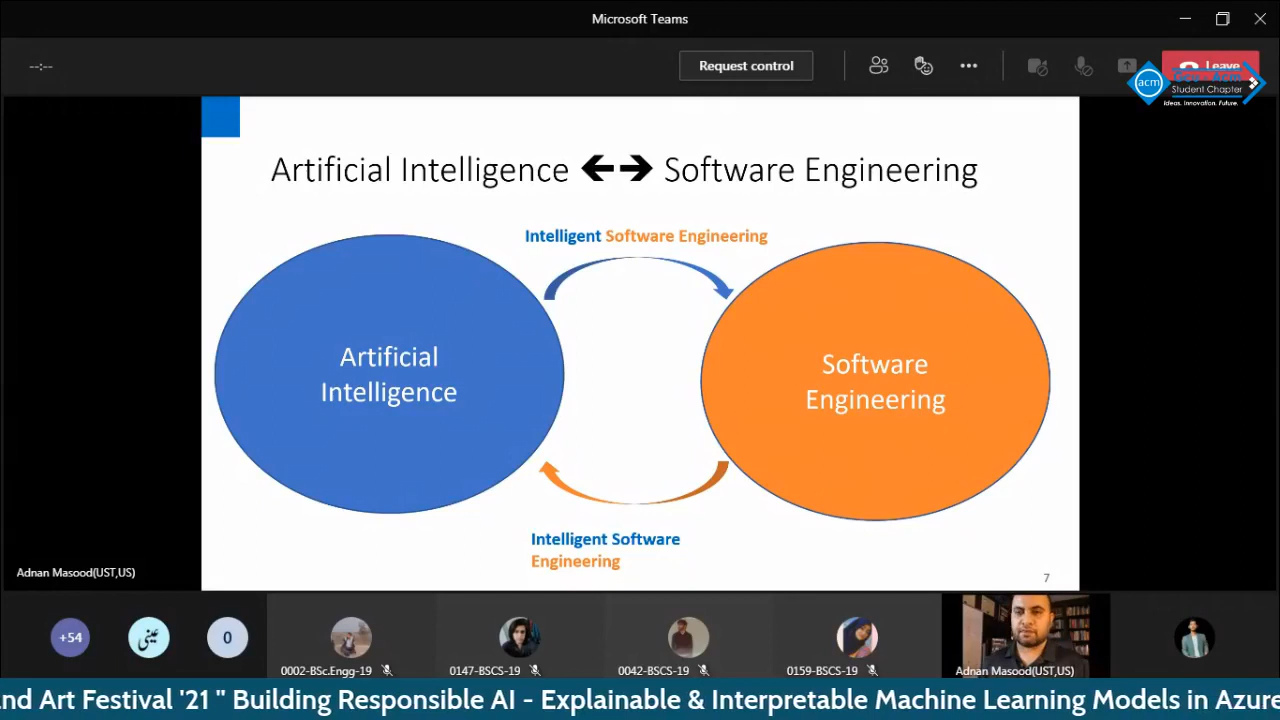 Microsoft Teams
--:--
Request control
Leave
acm
Student Chapter
Ideas. Innovation. Future.
Artificial Intelligence 🡨🡪 Software Engineering
Intelligent Software Engineering
Artificial
Intelligence
Software
Engineering
Intelligent Software
Engineering
7
Adnan Masood(UST,US)
+54
عینی
0
0002-BSc.Engg-19
0147-BSCS-19
0042-BSCS-19
0159-BSCS-19
Adnan Masood(UST,US)
nd Art Festival '21 " Building Responsible AI - Explainable & Interpretable Machine Learning Models in Azure